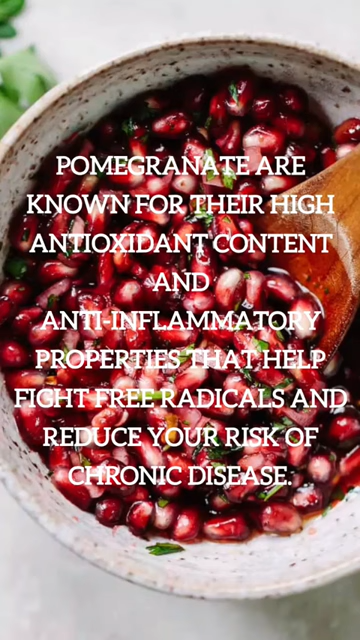 POMEGRANATE ARE
KNOWN FOR THEIR HIGH
ANTIOXIDANT CONTENT
AND
ANTI-INFLAMMATORY
PROPERTIES THAT HELP
FIGHT FREE RADICALS AND
REDUCE YOUR RISK OF
CHRONIC DISEASE.